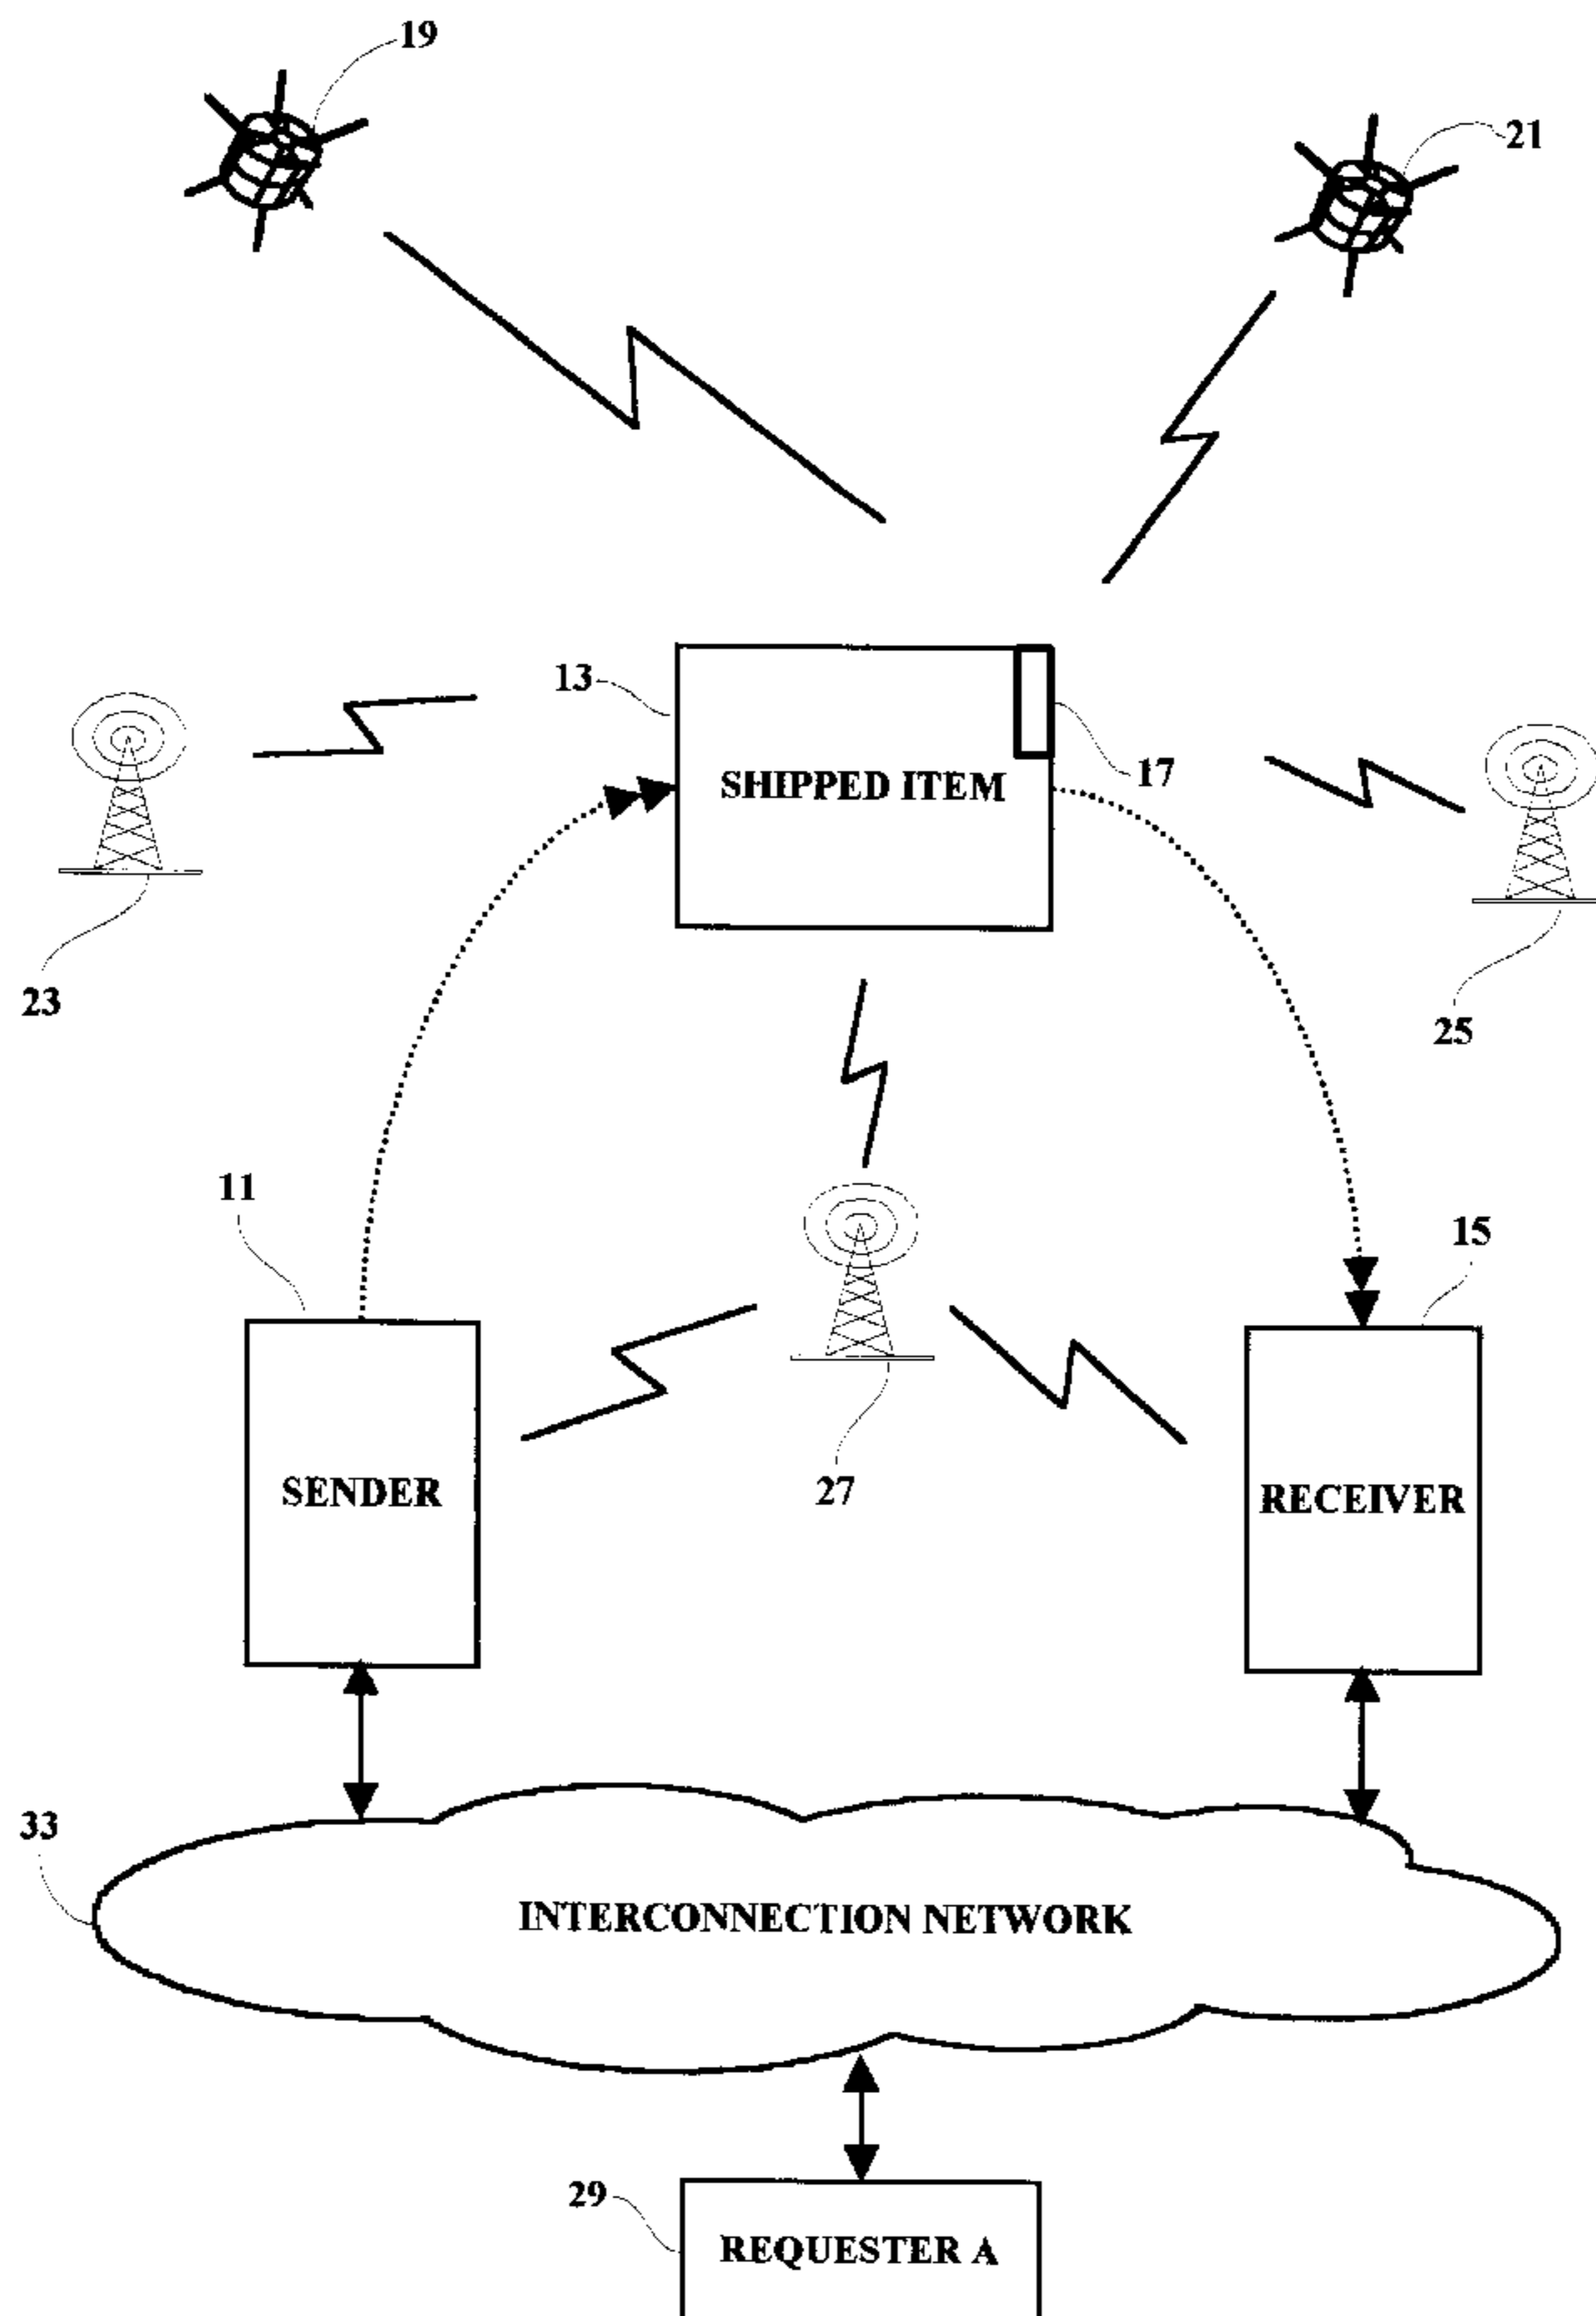 19
21
13
SHIPPED ITEM
17
23
25
11
15
27
SENDER
RECEIVER
33
INTERCONNECTION NETWORK
29
REQUESTER A